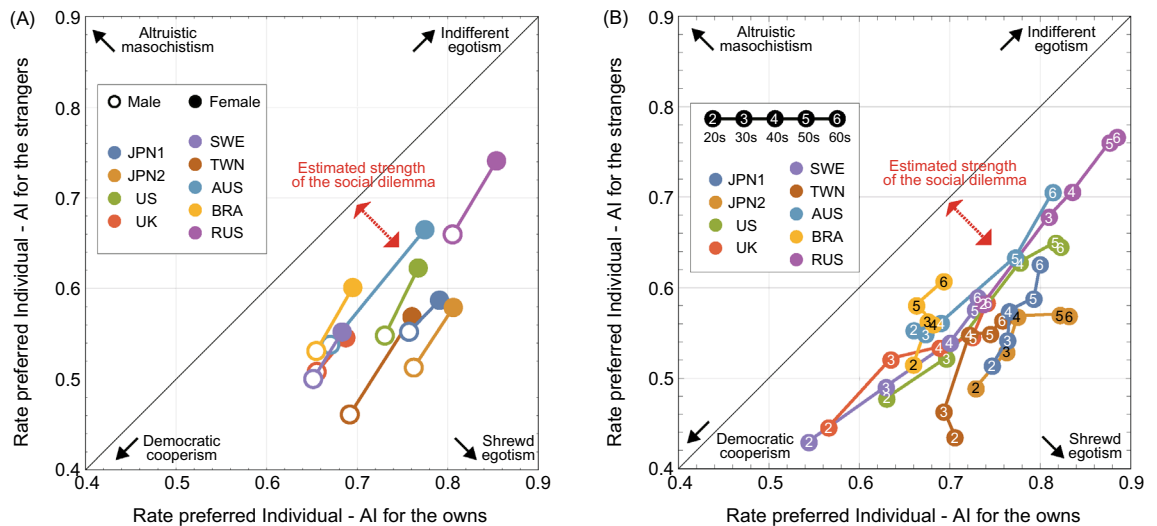 (A)
Rate preferred Individual - AI for the strangers
0.9
0.8
0.7
0.6
0.5
0.4
Altruistic
masochistism
Indifferent
egotism
Male
Female
JPN1
JPN2
US
UK
SWE
TWN
AUS
BRA
RUS
Estimated strength
of the social dilemma
Democratic
cooperism
Shrewd
egotism
0.4
0.5
0.6
0.7
0.8
0.9
Rate preferred Individual - AI for the owns
(B)
Rate preferred Individual - AI for the strangers
0.9
0.8
0.7
0.6
0.5
0.4
Altruistic
masochistism
Indifferent
egotism
2 3 4 5 6
20s 30s 40s 50s 60s
JPN1
JPN2
US
UK
SWE
TWN
AUS
BRA
RUS
Estimated strength
of the social dilemma
Democratic
cooperism
Shrewd
egotism
0.4
0.5
0.6
0.7
0.8
0.9
Rate preferred Individual - AI for the owns